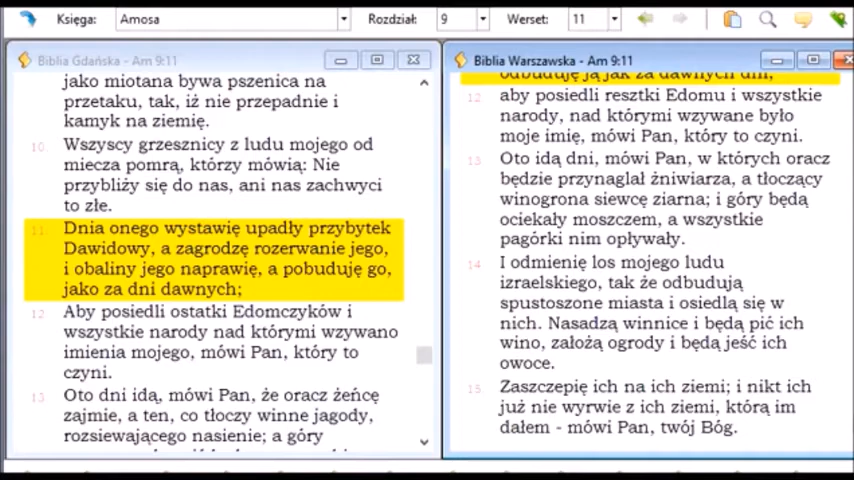 Księga: Amosa Rozdział: 9 Werset: 11
Biblia Gdańska - Am 9:11
jako miotana bywa pszenica na
przetaku, tak, iż nie przepadnie i
kamyk na ziemię.
10. Wszyscy grzesznicy z ludu mojego od
miecza pomrą, którzy mówią: Nie
przybliży się do nas, ani nas zachwyci
to złe.
11. Dnia onego wystawię upadły przybytek
Dawidowy, a zagrodzę rozerwanie jego,
i obaliny jego naprawię, a pobuduję go,
jako za dni dawnych;
12. Aby posiedli ostatki Edomczyków i
wszystkie narody nad którymi wzywano
imienia mojego, mówi Pan, który to
czyni.
13. Oto dni idą, mówi Pan, że oracz żeńcę
zajmie, a ten, co tłoczy winne jagody,
rozsiewającego nasienie; a góry
Biblia Warszawska - Am 9:11
odbuduję ją jak za dawnych dni,
12. aby posiedli resztki Edomu i wszystkie
narody, nad którymi wzywane było
moje imię, mówi Pan, który to czyni.
13. Oto idą dni, mówi Pan, w których oracz
będzie przynaglał żniwiarza, a tłoczący
winogrona siewcę ziarna; i góry będą
ociekały moszczem, a wszystkie
pagórki nim opływały.
14. I odmienię los mojego ludu
izraelskiego, tak że odbudują
spustoszone miasta i osiedlą się w
nich. Nasadzą winnice i będą pić ich
wino, założą ogrody i będą jeść ich
owoce.
15. Zaszczepię ich na ich ziemi; i nikt ich
już nie wyrwie z ich ziemi, którą im
dałem - mówi Pan, twój Bóg.